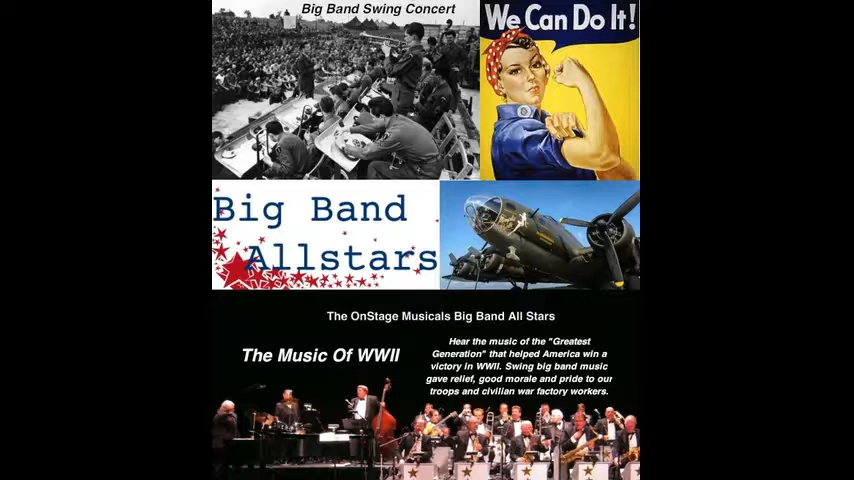 Big Band Swing Concert
We Can Do It!
Big Band
Allstars
The OnStage Musicals Big Band All Stars
The Music Of WWII
Hear the music of the "Greatest
Generation" that helped America win a
victory in WWII. Swing big band music
gave relief, good morale and pride to our
troops and civilian war factory workers.